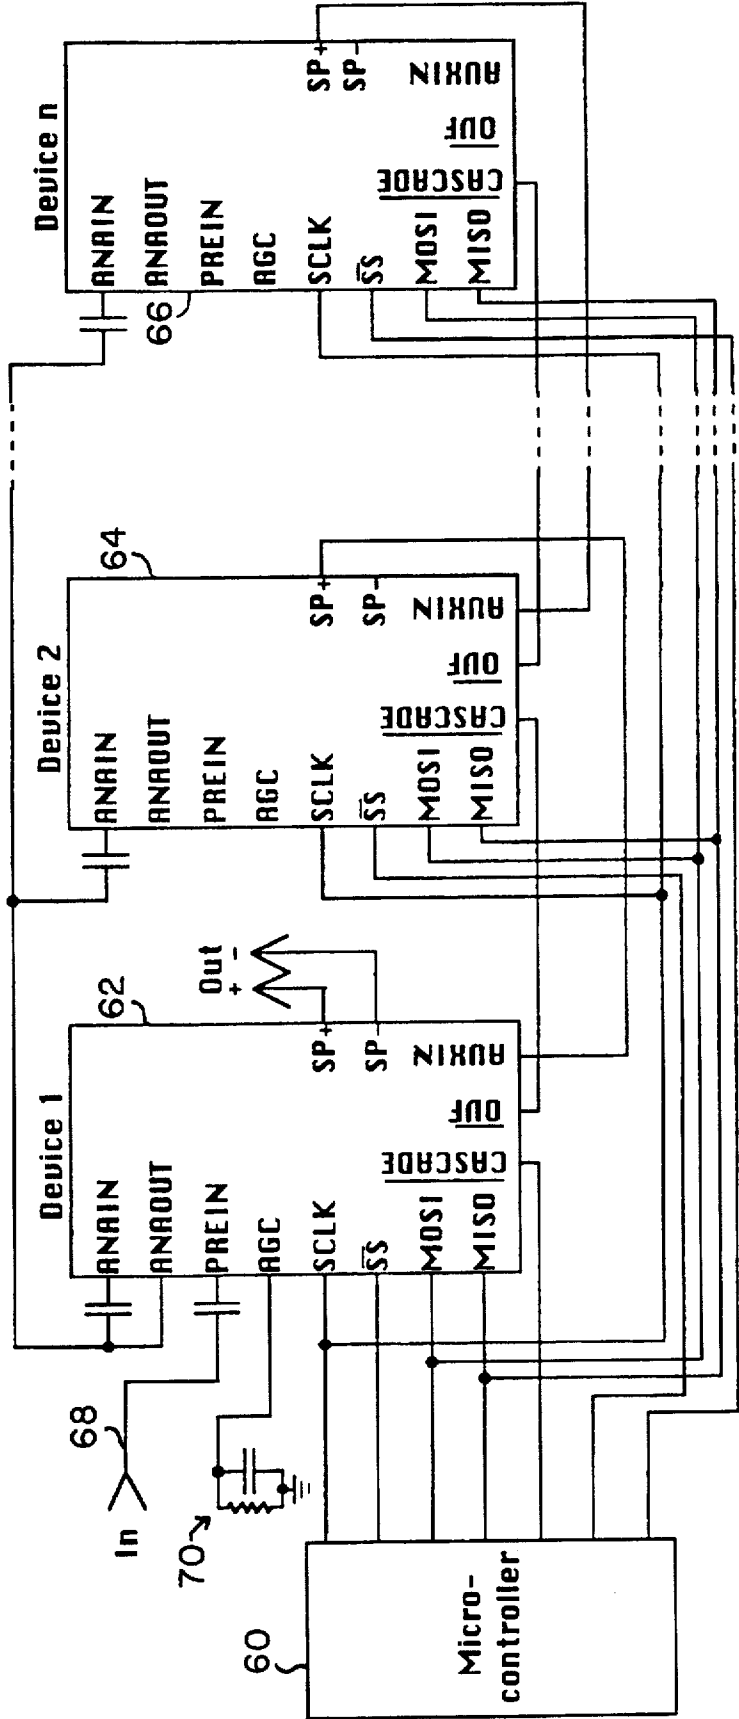 Micro-
controller
60
In
68
70
Device 1
62
ANAIN
ANAOUT
PREIN
AGC
SCLK
SS
MOSI
MISO
CASCADE
OVF
AUXIN
SP+
SP-
Out
+ -
Device 2
64
ANAIN
ANAOUT
PREIN
AGC
SCLK
SS
MOSI
MISO
CASCADE
OVF
AUXIN
SP+
SP-
Device n
66
ANAIN
ANAOUT
PREIN
AGC
SCLK
SS
MOSI
MISO
CASCADE
OVF
AUXIN
SP+
SP-